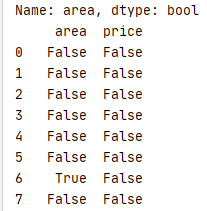 Name: area, dtype: bool
area price
0 False False
1 False False
2 False False
3 False False
4 False False
5 False False
6 True False
7 False False